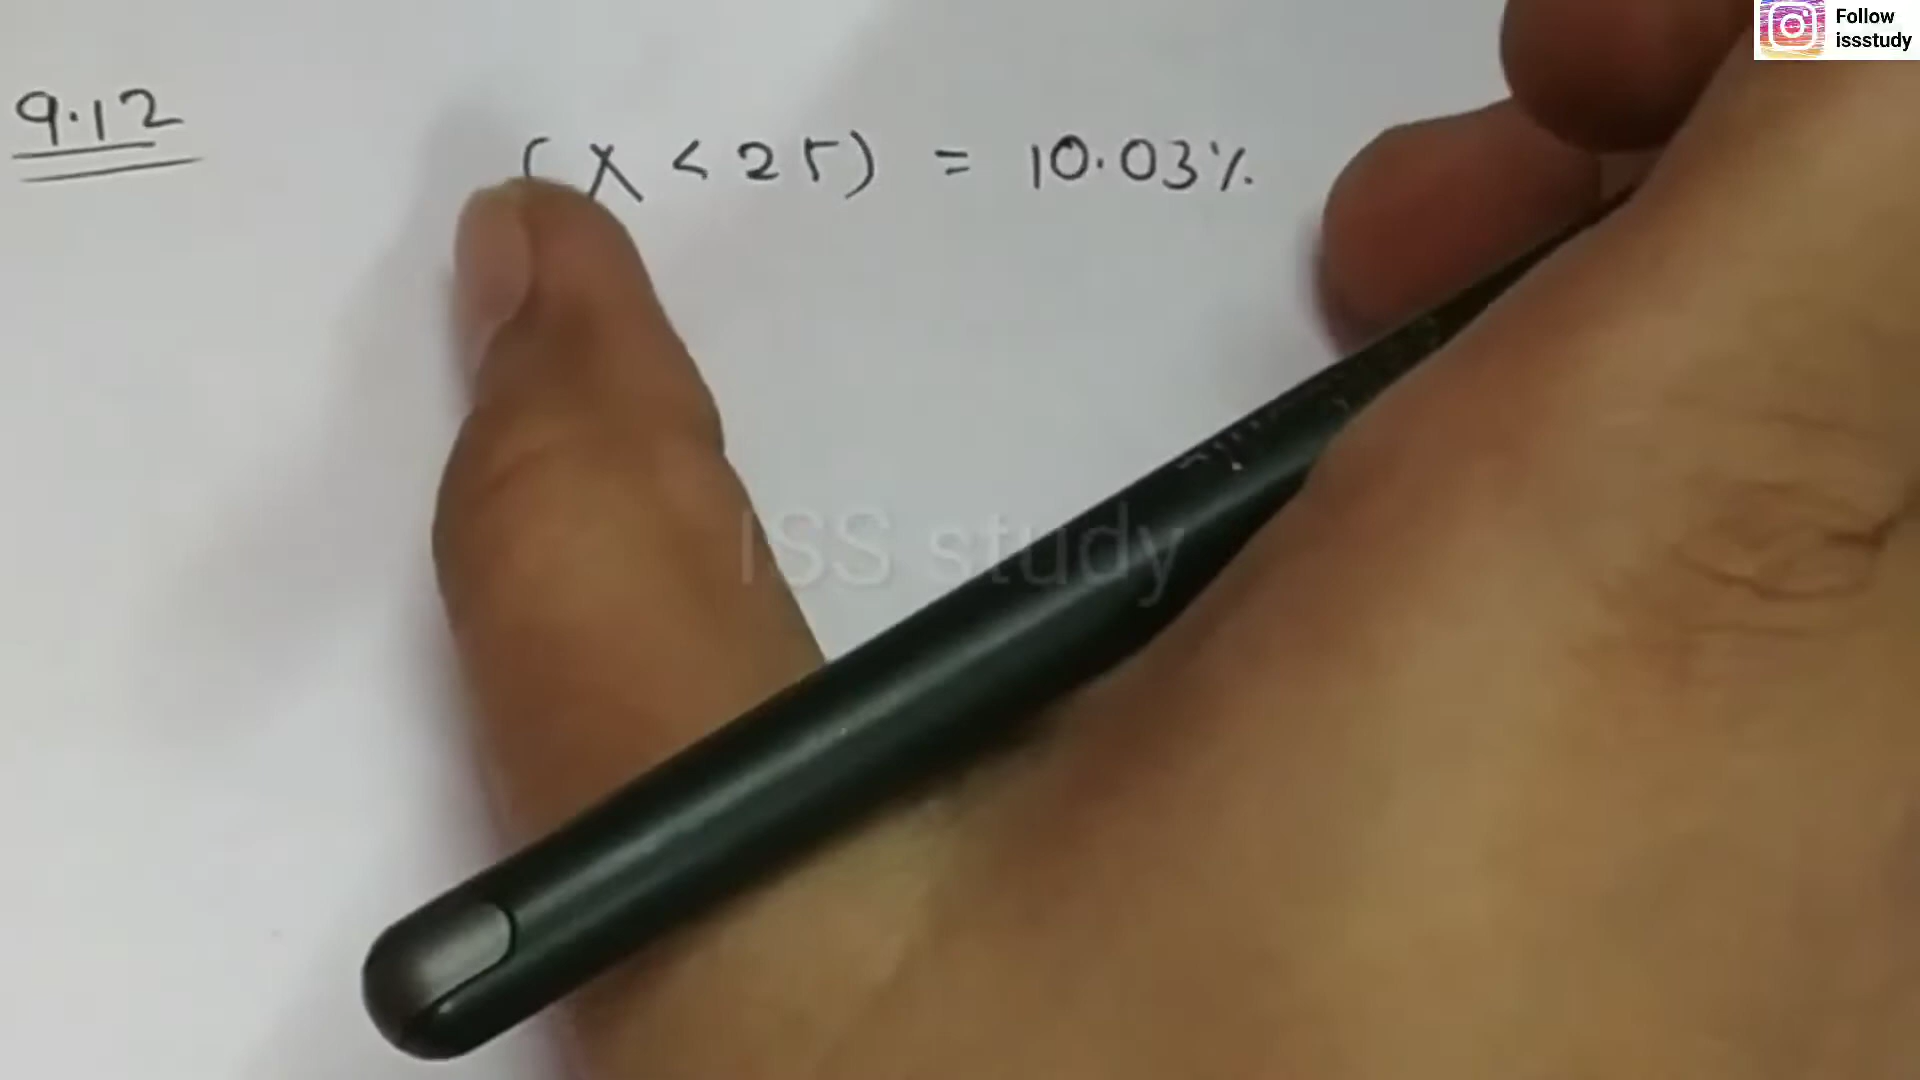 Follow
issstudy
9.12
(X < 25) = 10.03%
ISS study